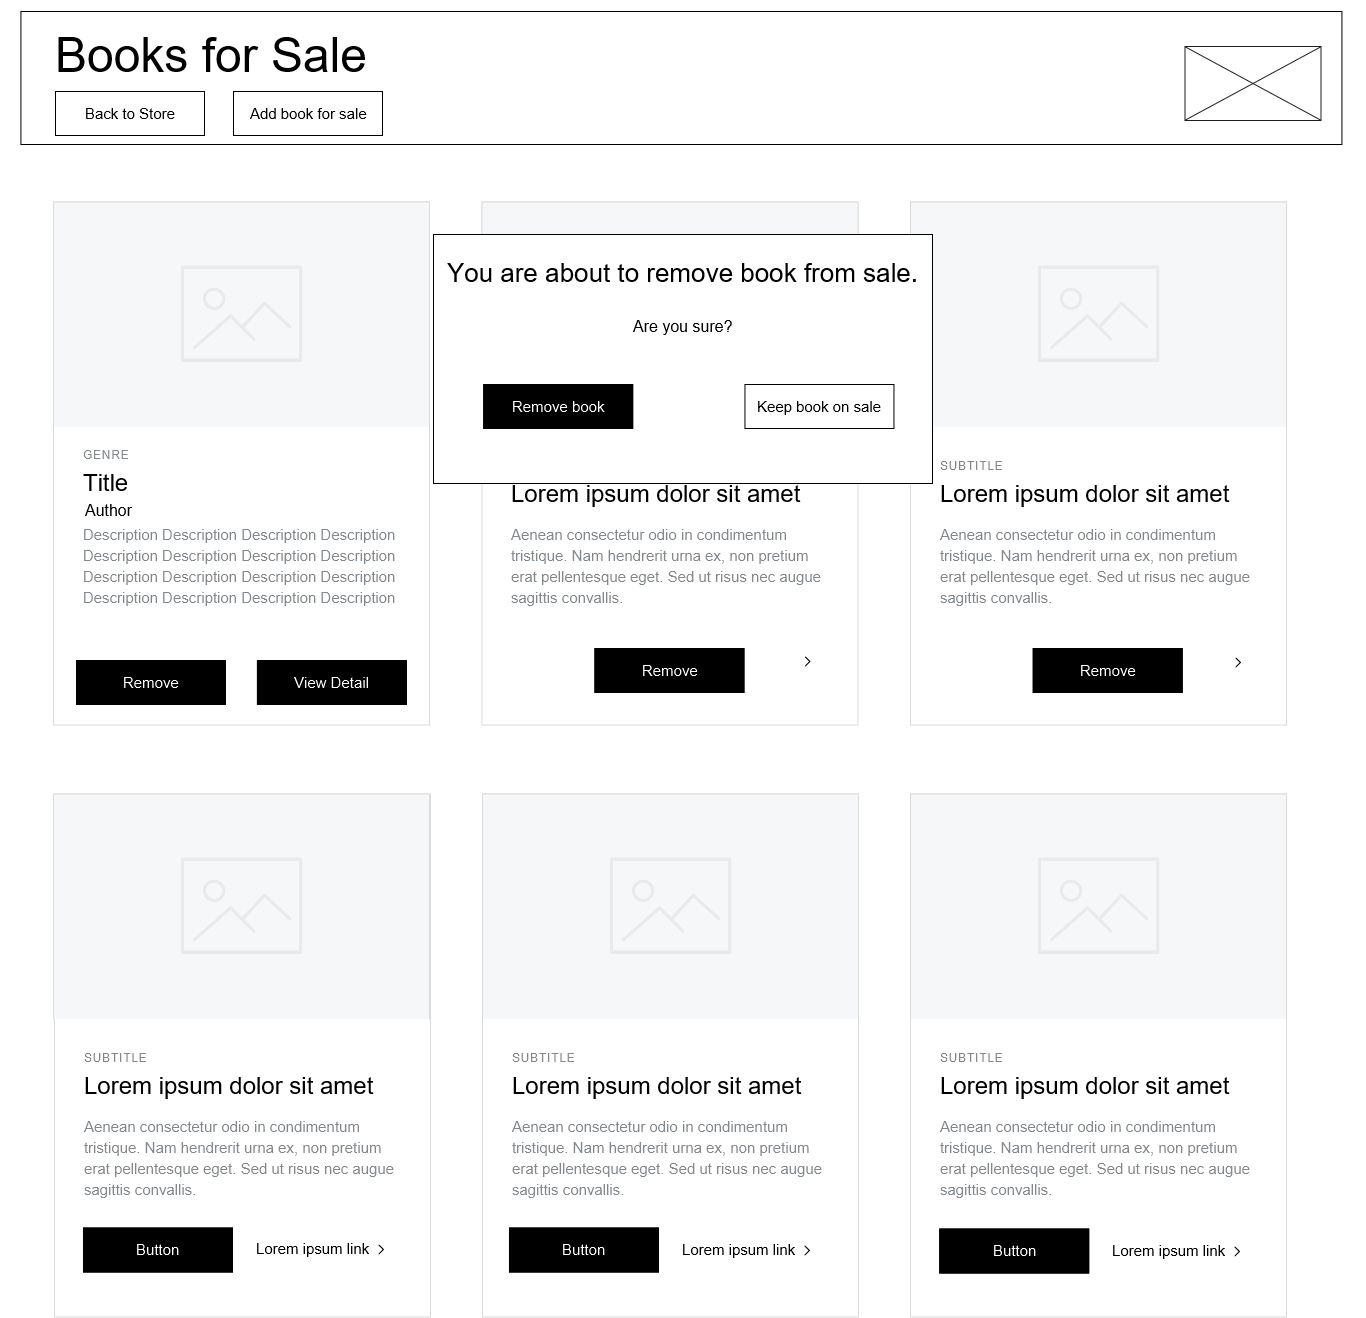 Books for Sale
Back to Store
Add book for sale
You are about to remove book from sale.
Are you sure?
Remove book
Keep book on sale
GENRE
Title
Author
Description Description Description Description
Description Description Description Description
Description Description Description Description
Description Description Description Description
Remove
View Detail
Lorem ipsum dolor sit amet
Aenean consectetur odio in condimentum
tristique. Nam hendrerit urna ex, non pretium
erat pellentesque eget. Sed ut risus nec augue
sagittis convallis.
Remove
SUBTITLE
Lorem ipsum dolor sit amet
Aenean consectetur odio in condimentum
tristique. Nam hendrerit urna ex, non pretium
erat pellentesque eget. Sed ut risus nec augue
sagittis convallis.
Remove
SUBTITLE
Lorem ipsum dolor sit amet
Aenean consectetur odio in condimentum
tristique. Nam hendrerit urna ex, non pretium
erat pellentesque eget. Sed ut risus nec augue
sagittis convallis.
Button
Lorem ipsum link
SUBTITLE
Lorem ipsum dolor sit amet
Aenean consectetur odio in condimentum
tristique. Nam hendrerit urna ex, non pretium
erat pellentesque eget. Sed ut risus nec augue
sagittis convallis.
Button
Lorem ipsum link
SUBTITLE
Lorem ipsum dolor sit amet
Aenean consectetur odio in condimentum
tristique. Nam hendrerit urna ex, non pretium
erat pellentesque eget. Sed ut risus nec augue
sagittis convallis.
Button
Lorem ipsum link